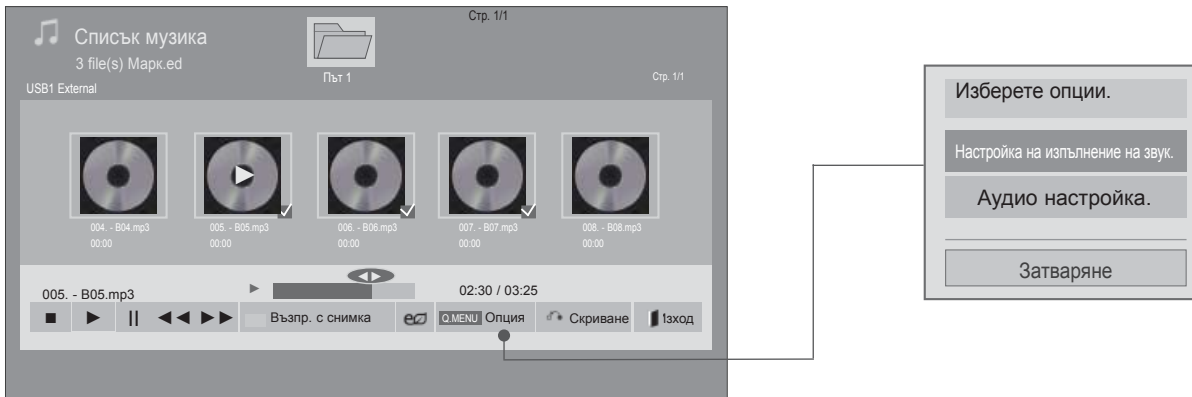 Стр. 1/1
Списък музика
3 file(s) Марк.ed
Път 1
Стр. 1/1
USB1 External
004. - B04.mp3
00:00
005. - B05.mp3
00:00
006. - B06.mp3
00:00
007. - B07.mp3
00:00
008. - B08.mp3
00:00
005. - B05.mp3
02:30 / 03:25
Възпр. с снимка
Q.MENU Опция
Скриване
1зход
Изберете опции.
Настройка на изпълнение на звук.
Аудио настройка.
Затваряне